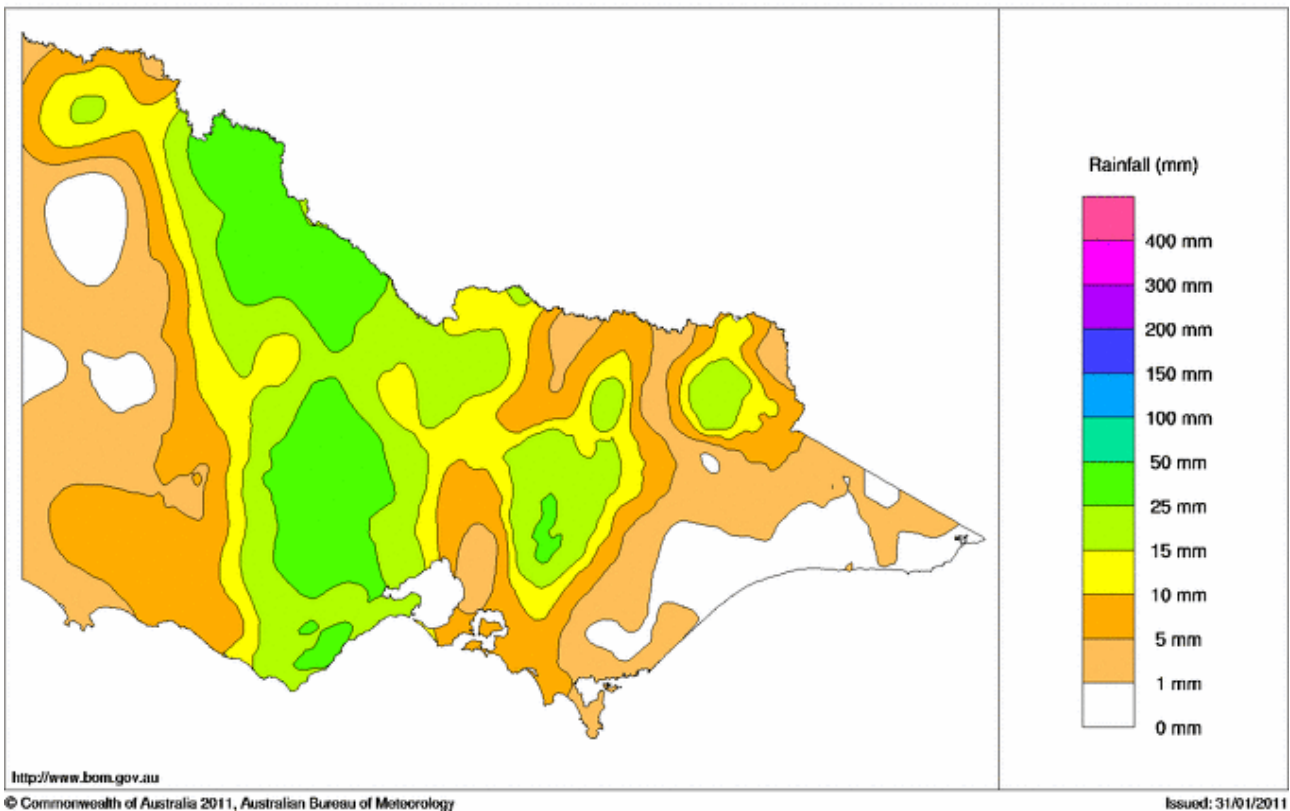 Rainfall (mm)
400 mm
300 mm
200 mm
150 mm
100 mm
50 mm
25 mm
15 mm
10 mm
5 mm
1 mm
0 mm
http://www.bom.gov.au
© Commonwealth of Australia 2011, Australian Bureau of Meteorology
Issued: 31/01/2011